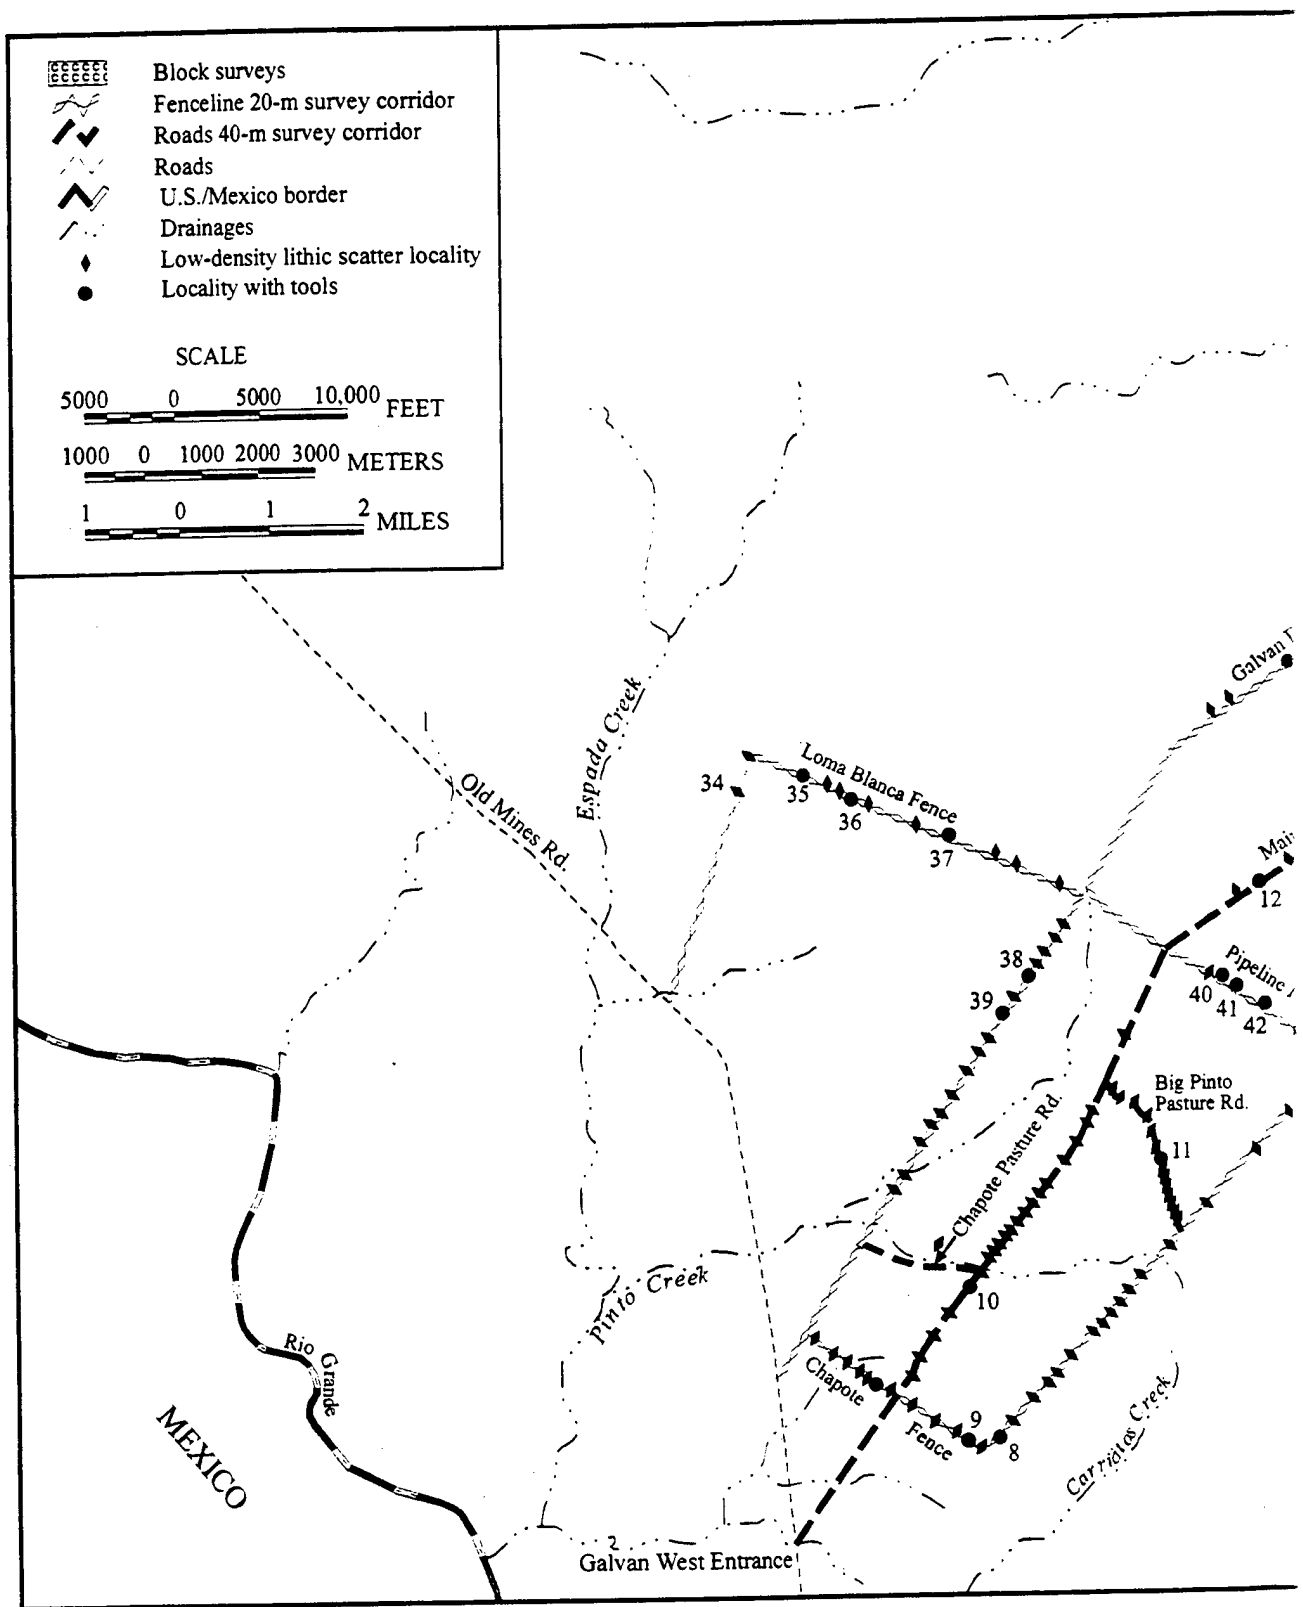 Block surveys
Fenceline 20-m survey corridor
Roads 40-m survey corridor
Roads
U.S./Mexico border
Drainages
Low-density lithic scatter locality
Locality with tools
SCALE
5000 0 5000 10,000 FEET
1000 0 1000 2000 3000 METERS
1 0 1 2 MILES
Galvan
Espada Creek
Old Mines Rd.
Loma Blanca Fence
34
35
36
37
12
38
39
Pipeline
40
41
42
Big Pinto
Pasture Rd.
11
Chapote Pasture Rd.
Pinto Creek
10
Rio Grande
MEXICO
Chapote Fence
9
8
Carrizitos Creek
2
Galvan West Entrance